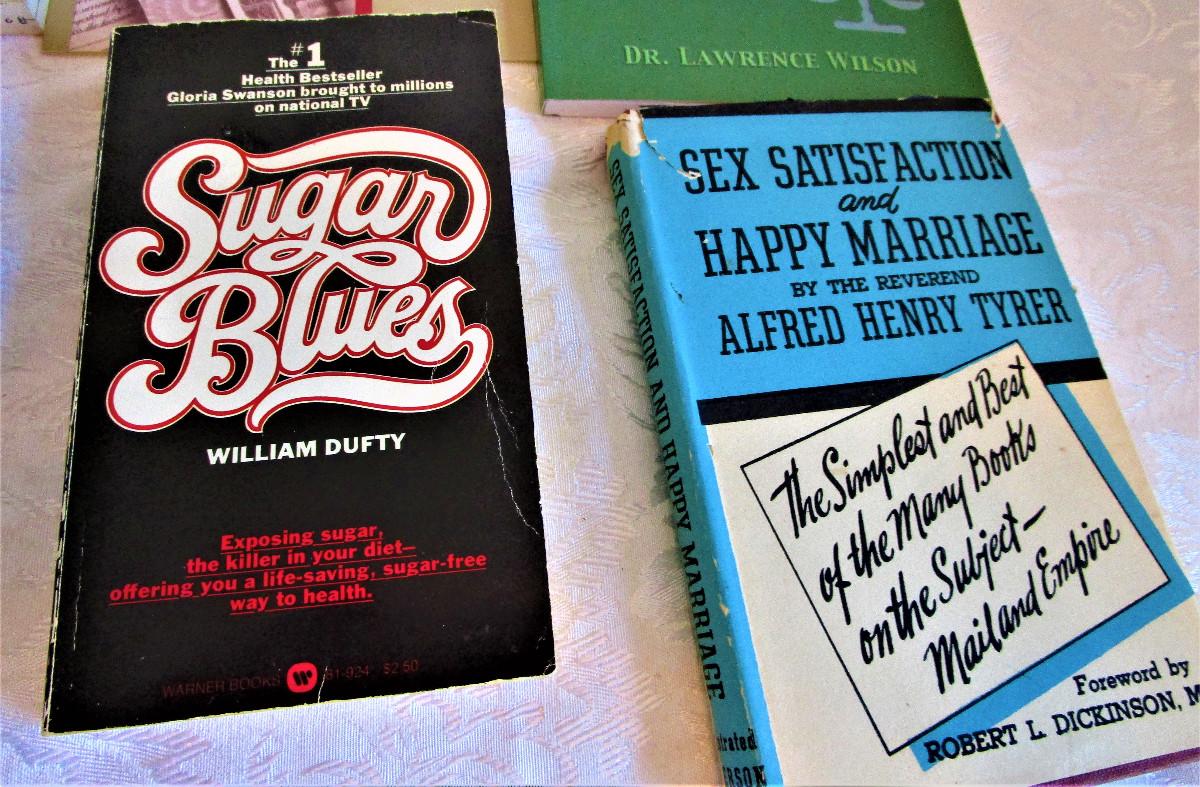 The #1
Health Bestseller
Gloria Swanson brought to millions
on national TV
Sugar
Blues
WILLIAM DUFTY
Exposing sugar,
the killer in your diet—
offering you a life-saving, sugar-free
way to health.
WARNER BOOKS 81-924 $2.50
DR. LAWRENCE WILSON
SEX SATISFACTION
and
HAPPY MARRIAGE
BY THE REVEREND
ALFRED HENRY TYRER
The Simplest and Best
of the Many Books
on the Subject—
Mail and Empire
Foreword by
ROBERT L. DICKINSON, M
SEX SATISFACTION AND HAPPY MARRIAGE